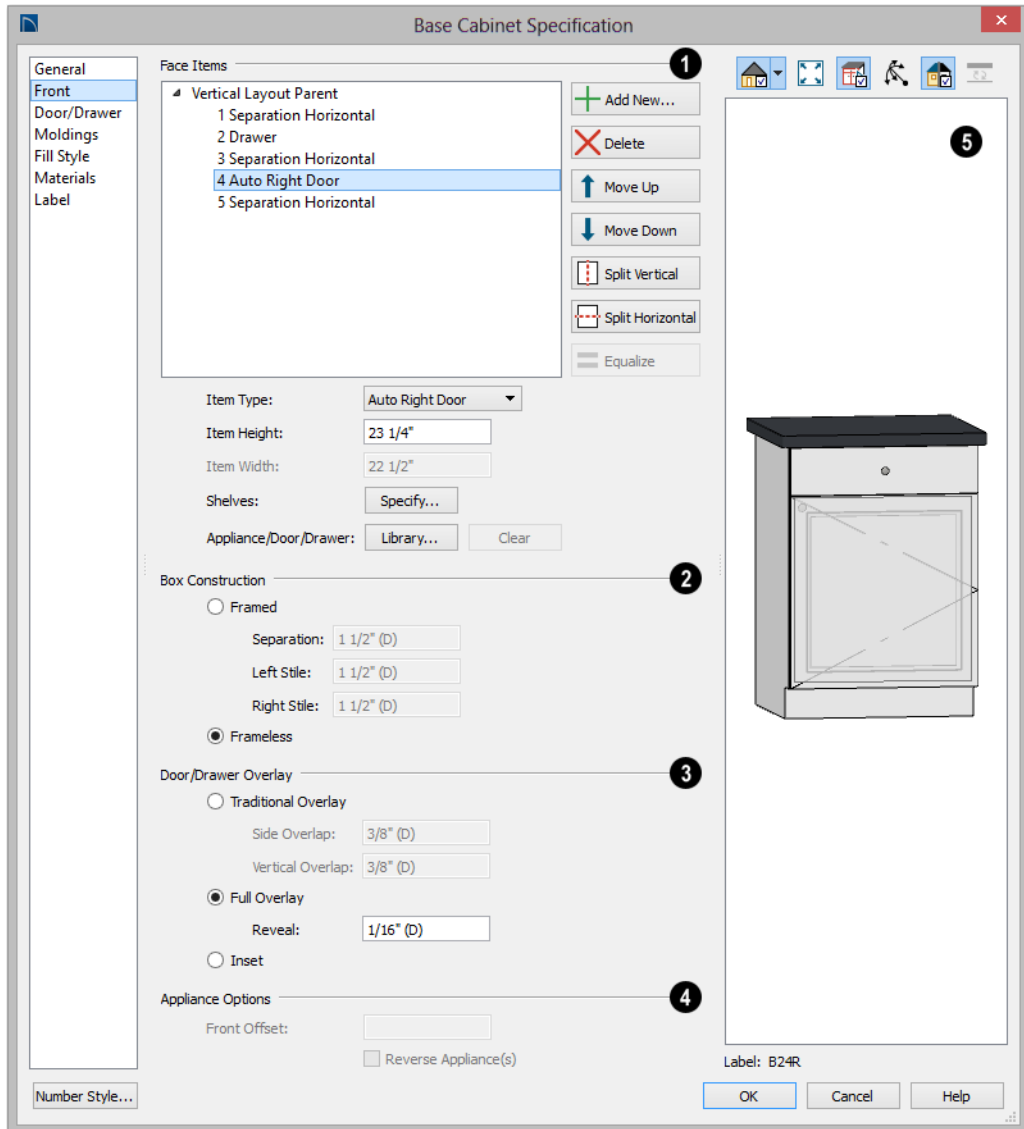 Base Cabinet Specification
General
Front
Door/Drawer
Moldings
Fill Style
Materials
Label
Face Items
1
Vertical Layout Parent
1 Separation Horizontal
2 Drawer
3 Separation Horizontal
4 Auto Right Door
5 Separation Horizontal
Add New...
Delete
Move Up
Move Down
Split Vertical
Split Horizontal
Equalize
Item Type: Auto Right Door
Item Height: 23 1/4"
Item Width: 22 1/2"
Shelves: Specify...
Appliance/Door/Drawer: Library... Clear
Box Construction
2
Framed
Separation: 1 1/2" (D)
Left Stile: 1 1/2" (D)
Right Stile: 1 1/2" (D)
Frameless
Door/Drawer Overlay
3
Traditional Overlay
Side Overlap: 3/8" (D)
Vertical Overlap: 3/8" (D)
Full Overlay
Reveal: 1/16" (D)
Inset
Appliance Options
4
Front Offset:
Reverse Appliance(s)
5
Label: B24R
Number Style...
OK Cancel Help